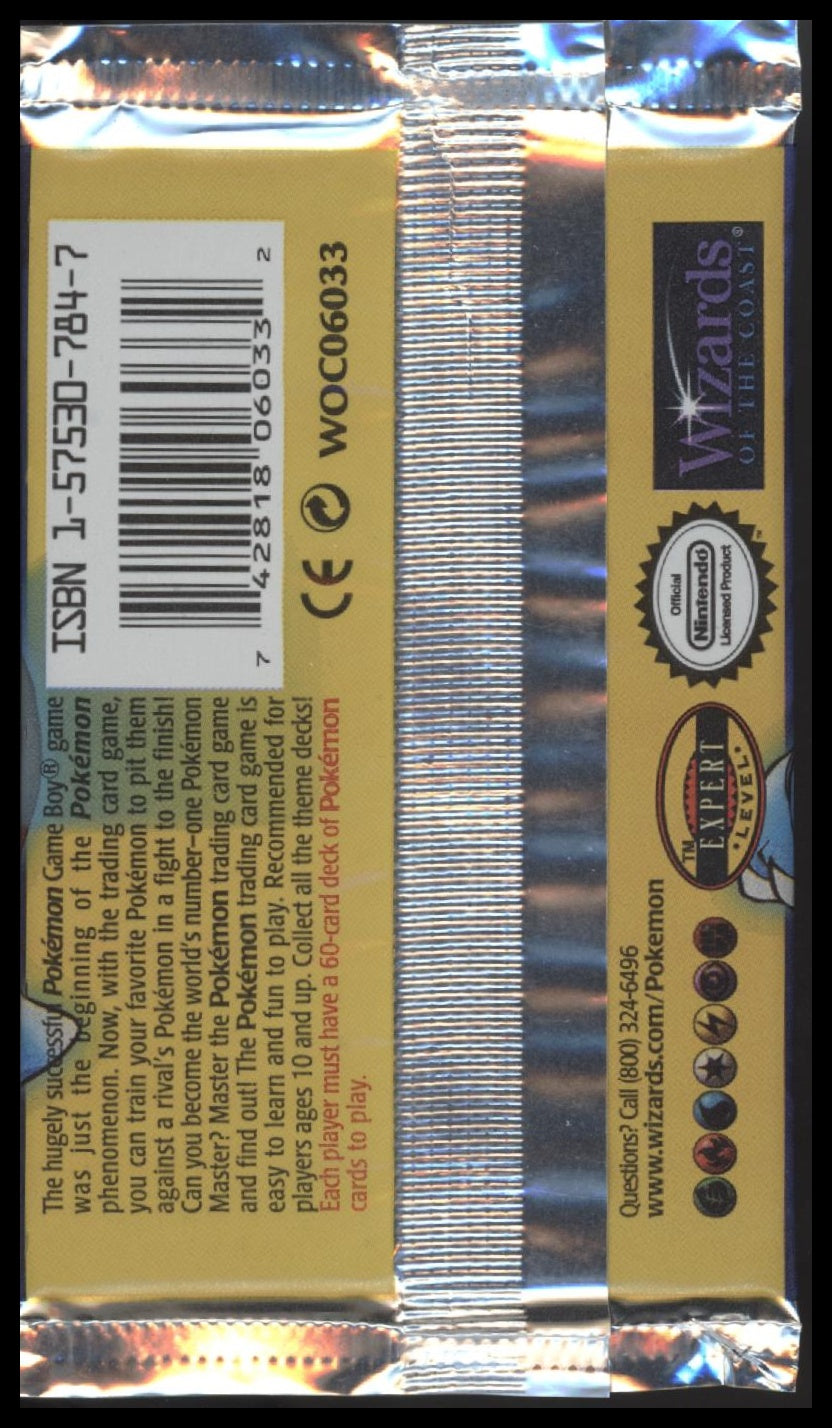 The hugely successful Pokémon Game Boy® game
was just the beginning of the Pokémon
phenomenon. Now, with the trading card game,
you can train your favorite Pokémon to pit them
against a rival's Pokémon in a fight to the finish!
Can you become the world's number-one Pokémon
Master? Master the Pokémon trading card game
and find out! The Pokémon trading card game is
easy to learn and fun to play. Recommended for
players ages 10 and up. Collect all the theme decks!
Each player must have a 60-card deck of Pokémon
cards to play.
ISBN 1-57530-784-7
7 42818 06033 2
CE WOC06033
Questions? Call (800) 324-6496
www.wizards.com/Pokemon
TM
EXPERT
•LEVEL•
Official
Nintendo
Licensed Product
™
Wizards®
OF THE COAST